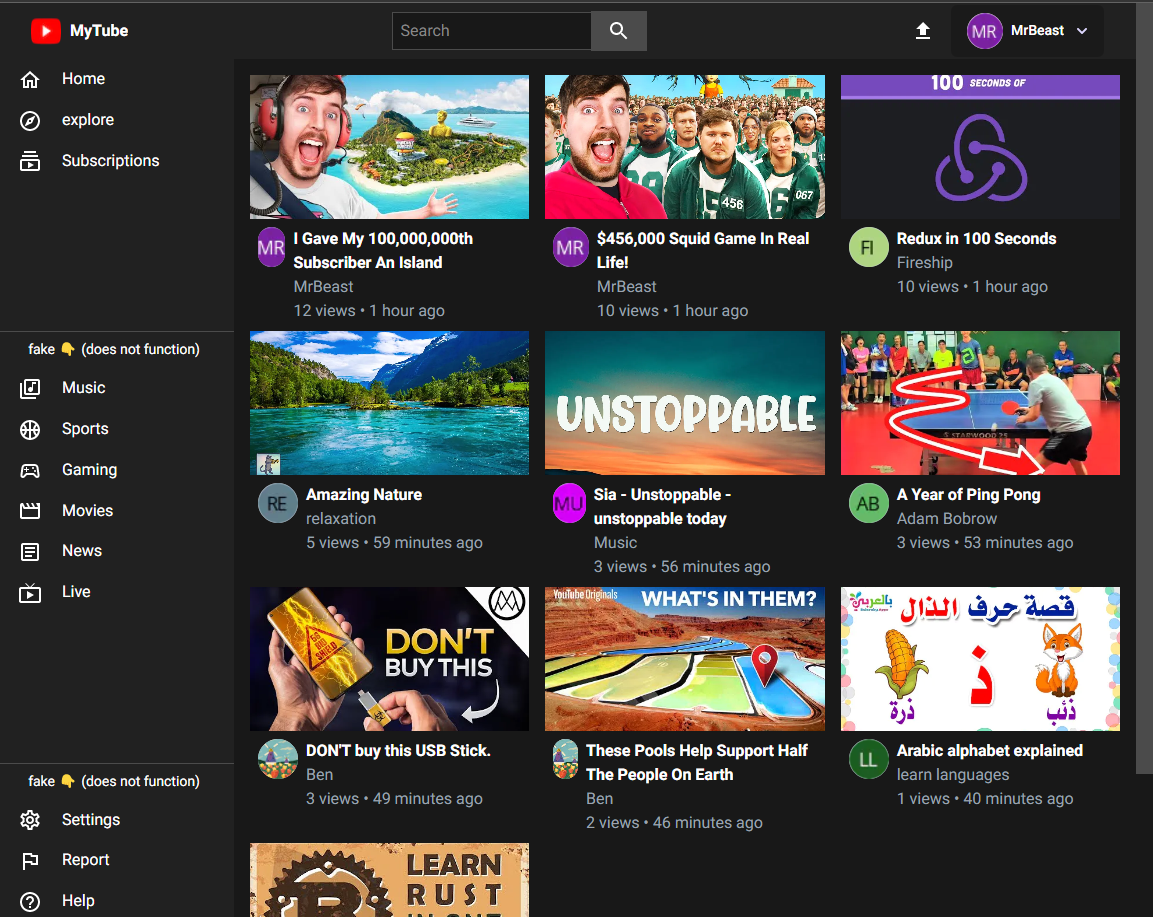 MyTube
Search
MR
MrBeast
Home
explore
Subscriptions
fake 👇 (does not function)
Music
Sports
Gaming
Movies
News
Live
fake 👇 (does not function)
Settings
Report
Help
MR
I Gave My 100,000,000th
Subscriber An Island
MrBeast
12 views • 1 hour ago
456
067
MR
$456,000 Squid Game In Real
Life!
MrBeast
10 views • 1 hour ago
100 SECONDS OF
FI
Redux in 100 Seconds
Fireship
10 views • 1 hour ago
RE
Amazing Nature
relaxation
5 views • 59 minutes ago
UNSTOPPABLE
MU
Sia - Unstoppable -
unstoppable today
Music
3 views • 56 minutes ago
AB
A Year of Ping Pong
Adam Bobrow
3 views • 53 minutes ago
DON'T
BUY THIS
DON'T buy this USB Stick.
Ben
3 views • 49 minutes ago
YouTube Originals
WHAT'S IN THEM?
These Pools Help Support Half
The People On Earth
Ben
2 views • 46 minutes ago
بالعربي
قصة حرف الذال
ذ
ذرة
ذئب
LL
Arabic alphabet explained
learn languages
1 views • 40 minutes ago
LEARN
RUST